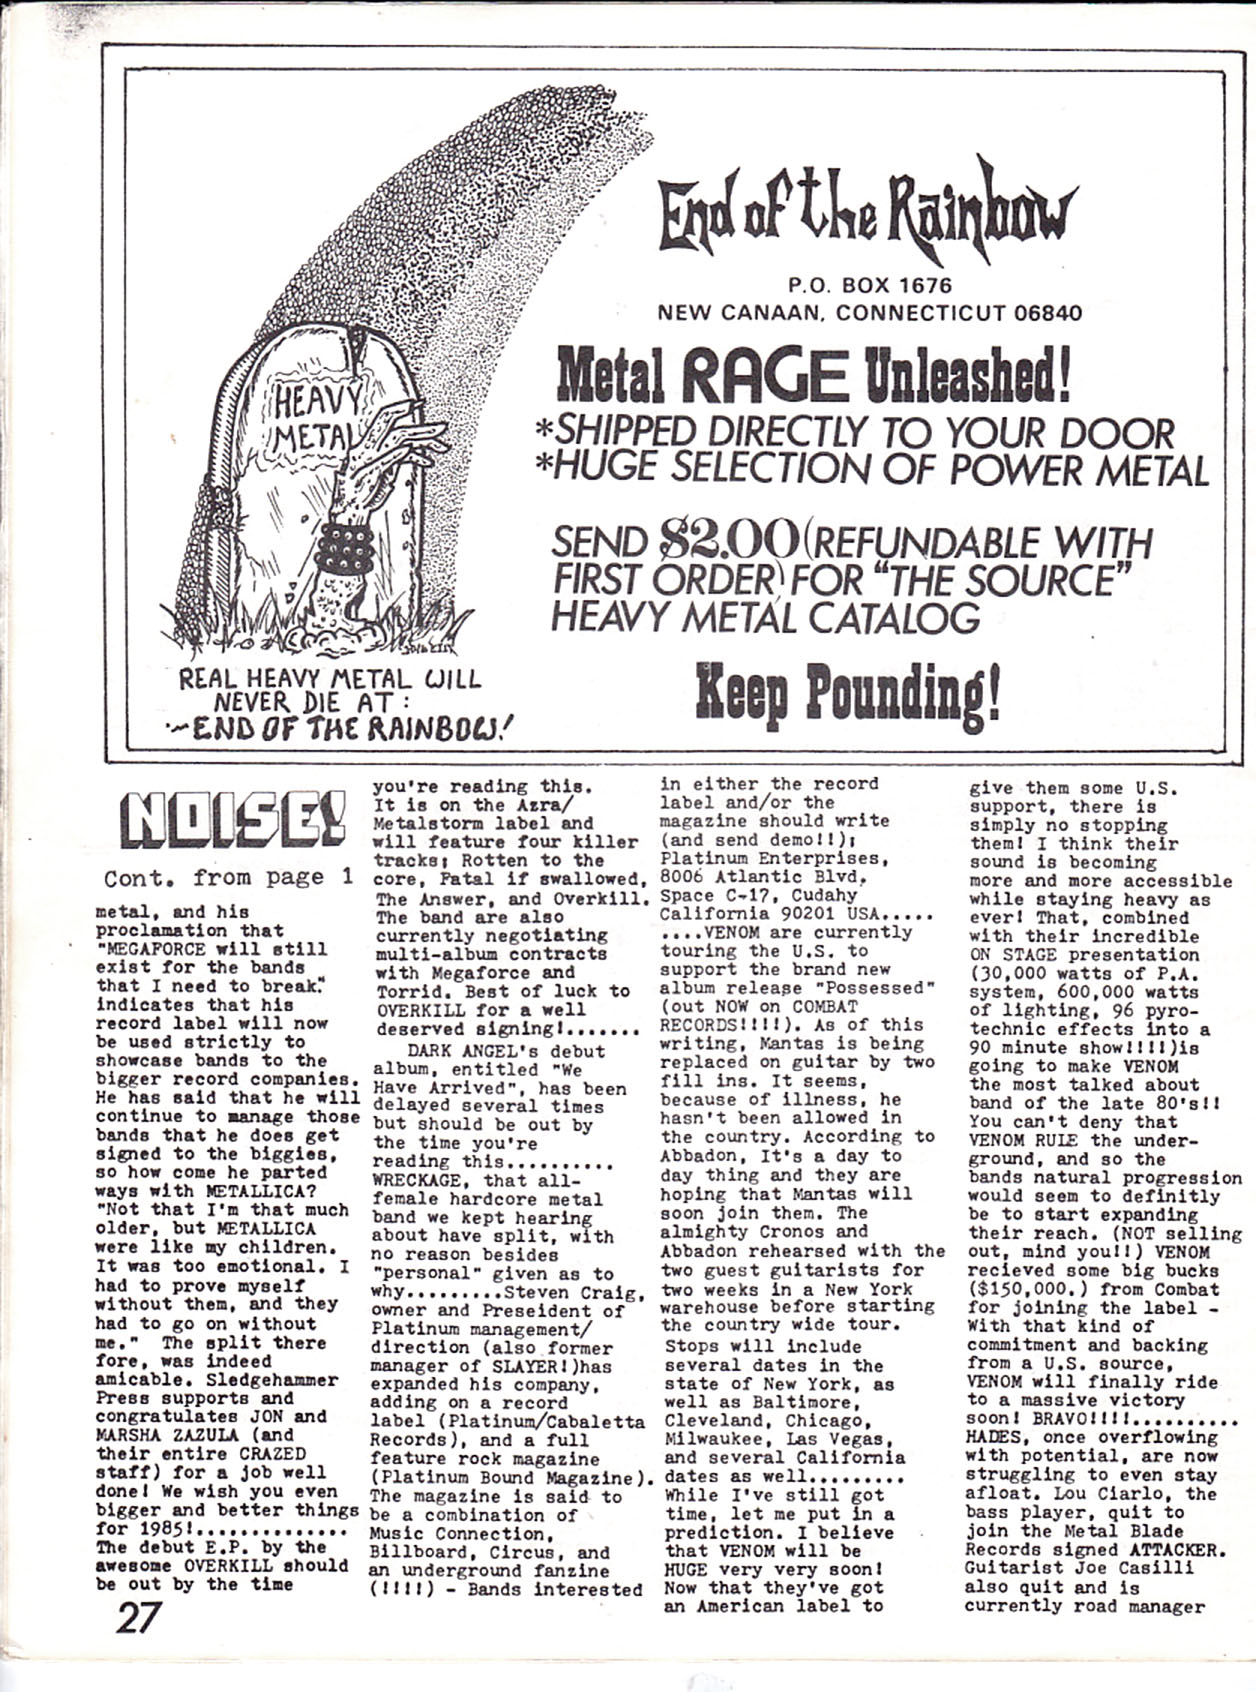 End of the Rainbow
P.O. BOX 1676
NEW CANAAN, CONNECTICUT 06840
Metal RAGE Unleashed!
*SHIPPED DIRECTLY TO YOUR DOOR
*HUGE SELECTION OF POWER METAL
SEND $2.00 (REFUNDABLE WITH
FIRST ORDER) FOR "THE SOURCE"
HEAVY METAL CATALOG
Keep Pounding!
HEAVY
METAL
REAL HEAVY METAL WILL
NEVER DIE AT:
~END OF THE RAINBOW!
NOISE!
Cont. from page 1
metal, and his
proclamation that
"MEGAFORCE will still
exist for the bands
that I need to break."
indicates that his
record label will now
be used strictly to
showcase bands to the
bigger record companies.
He has said that he will
continue to manage those
bands that he does get
signed to the biggies,
so how come he parted
ways with METALLICA?
"Not that I'm that much
older, but METALLICA
were like my children.
It was too emotional. I
had to prove myself
without them, and they
had to go on without
me." The split there
fore, was indeed
amicable. Sledgehammer
Press supports and
congratulates JON and
MARSHA ZAZULA (and
their entire CRAZED
staff) for a job well
done! We wish you even
bigger and better things
for 1985!..............
The debut E.P. by the
awesome OVERKILL should
be out by the time
you're reading this.
It is on the Azra/
Metalstorm label and
will feature four killer
tracks; Rotten to the
core, Fatal if swallowed,
The Answer, and Overkill.
The band are also
currently negotiating
multi-album contracts
with Megaforce and
Torrid. Best of luck to
OVERKILL for a well
deserved signing!.......
DARK ANGEL's debut
album, entitled "We
Have Arrived", has been
delayed several times
but should be out by
the time you're
reading this..........
WRECKAGE, that all-
female hardcore metal
band we kept hearing
about have split, with
no reason besides
"personal" given as to
why.........Steven Craig,
owner and Preseident of
Platinum management/
direction (also former
manager of SLAYER!)has
expanded his company,
adding on a record
label (Platinum/Cabaletta
Records), and a full
feature rock magazine
(Platinum Bound Magazine).
The magazine is said to
be a combination of
Music Connection,
Billboard, Circus, and
an underground fanzine
(!!!!) - Bands interested
in either the record
label and/or the
magazine should write
(and send demo!!);
Platinum Enterprises,
8006 Atlantic Blvd.
Space C-17, Cudahy
California 90201 USA.....
....VENOM are currently
touring the U.S. to
support the brand new
album release "Possessed"
(out NOW on COMBAT
RECORDS!!!!). As of this
writing, Mantas is being
replaced on guitar by two
fill ins. It seems,
because of illness, he
hasn't been allowed in
the country. According to
Abbadon, It's a day to
day thing and they are
hoping that Mantas will
soon join them. The
almighty Cronos and
Abbadon rehearsed with the
two guest guitarists for
two weeks in a New York
warehouse before starting
the country wide tour.
Stops will include
several dates in the
state of New York, as
well as Baltimore,
Cleveland, Chicago,
Milwaukee, Las Vegas,
and several California
dates as well.........
While I've still got
time, let me put in a
prediction. I believe
that VENOM will be
HUGE very very soon!
Now that they've got
an American label to
give them some U.S.
support, there is
simply no stopping
them! I think their
sound is becoming
more and more accessible
while staying heavy as
ever! That, combined
with their incredible
ON STAGE presentation
(30,000 watts of P.A.
system, 600,000 watts
of lighting, 96 pyro-
technic effects into a
90 minute show!!!!)is
going to make VENOM
the most talked about
band of the late 80's!!
You can't deny that
VENOM RULE the under-
ground, and so the
bands natural progression
would seem to definitly
be to start expanding
their reach. (NOT selling
out, mind you!!) VENOM
recieved some big bucks
($150,000.) from Combat
for joining the label -
With that kind of
commitment and backing
from a U.S. source,
VENOM will finally ride
to a massive victory
soon! BRAVO!!!!..........
HADES, once overflowing
with potential, are now
struggling to even stay
afloat. Lou Ciarlo, the
bass player, quit to
join the Metal Blade
Records signed ATTACKER.
Guitarist Joe Casilli
also quit and is
currently road manager
27